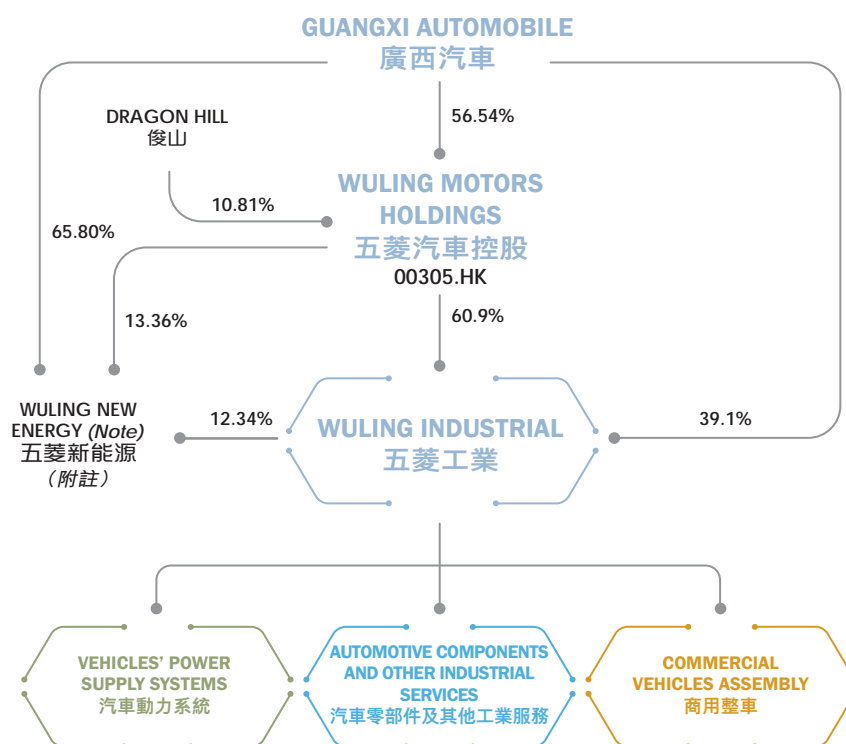 GUANGXI AUTOMOBILE
廣西汽車
DRAGON HILL
俊山
56.54%
10.81%
WULING MOTORS
HOLDINGS
五菱汽車控股
00305.HK
65.80%
13.36%
60.9%
WULING NEW
ENERGY (Note)
五菱新能源
（附註）
12.34%
WULING INDUSTRIAL
五菱工業
39.1%
VEHICLES’ POWER
SUPPLY SYSTEMS
汽車動力系統
AUTOMOTIVE COMPONENTS
AND OTHER INDUSTRIAL
SERVICES
汽車零部件及其他工業服務
COMMERCIAL
VEHICLES ASSEMBLY
商用整車